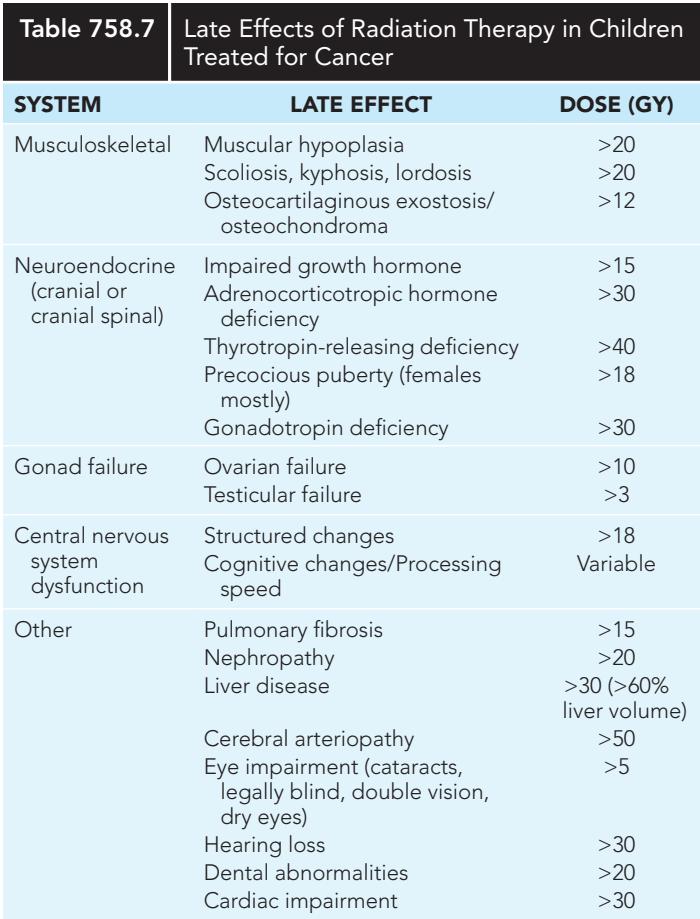 Table 758.7 Late Effects of Radiation Therapy in Children
Treated for Cancer
SYSTEM LATE EFFECT DOSE (GY)
Musculoskeletal Muscular hypoplasia >20
Scoliosis, kyphosis, lordosis >20
Osteocartilaginous exostosis/ >12
osteochondroma
Neuroendocrine Impaired growth hormone >15
(cranial or Adrenocorticotropic hormone >30
cranial spinal) deficiency
Thyrotropin-releasing deficiency >40
Precocious puberty (females >18
mostly)
Gonadotropin deficiency >30
Gonad failure Ovarian failure >10
Testicular failure >3
Central nervous Structured changes >18
system Cognitive changes/Processing Variable
dysfunction speed
Other Pulmonary fibrosis >15
Nephropathy >20
Liver disease >30 (>60%
liver volume)
Cerebral arteriopathy >50
Eye impairment (cataracts, >5
legally blind, double vision,
dry eyes)
Hearing loss >30
Dental abnormalities >20
Cardiac impairment >30